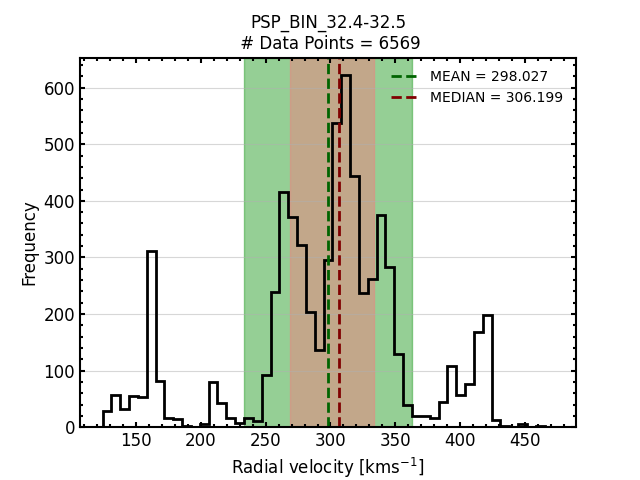 PSP_BIN_32.4-32.5
# Data Points = 6569
MEAN = 298.027
MEDIAN = 306.199
Frequency
600
500
400
300
200
100
0
150 200 250 300 350 400 450
Radial velocity [kms⁻¹]